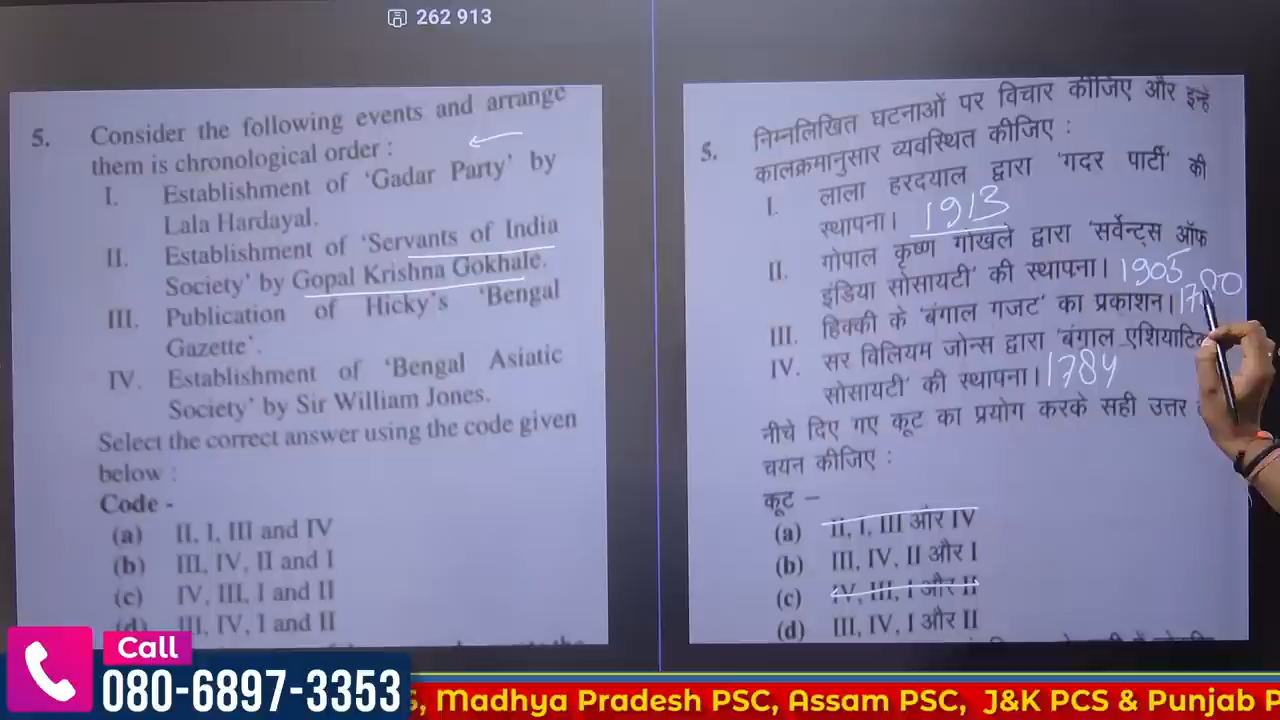 262 913
5. Consider the following events and arrange
them is chronological order :
I. Establishment of 'Gadar Party' by
Lala Hardayal.
II. Establishment of 'Servants of India
Society' by Gopal Krishna Gokhale.
III. Publication of Hicky's 'Bengal
Gazette'.
IV. Establishment of 'Bengal Asiatic
Society' by Sir William Jones.
Select the correct answer using the code given
below :
Code -
(a) II, I, III and IV
(b) III, IV, II and I
(c) IV, III, I and II
(d) III, IV, I and II
5. निम्नलिखित घटनाओं पर विचार कीजिए और इन्हें
कालक्रमानुसार व्यवस्थित कीजिए :
I. लाला हरदयाल द्वारा 'गदर पार्टी' की
स्थापना। 1913
II. गोपाल कृष्ण गोखले द्वारा 'सर्वेन्ट्स ऑफ
इंडिया सोसायटी' की स्थापना। 1905
III. हिक्की के 'बंगाल गजट' का प्रकाशन। 1780
IV. सर विलियम जोन्स द्वारा 'बंगाल एशियाटिक
सोसायटी' की स्थापना। 1784
नीचे दिए गए कूट का प्रयोग करके सही उत्तर
चयन कीजिए :
कूट –
(a) II, I, III और IV
(b) III, IV, II और I
(c) IV, III, I और II
(d) III, IV, I और II
Call
080-6897-3353
, Madhya Pradesh PSC, Assam PSC, J&K PCS & Punjab P